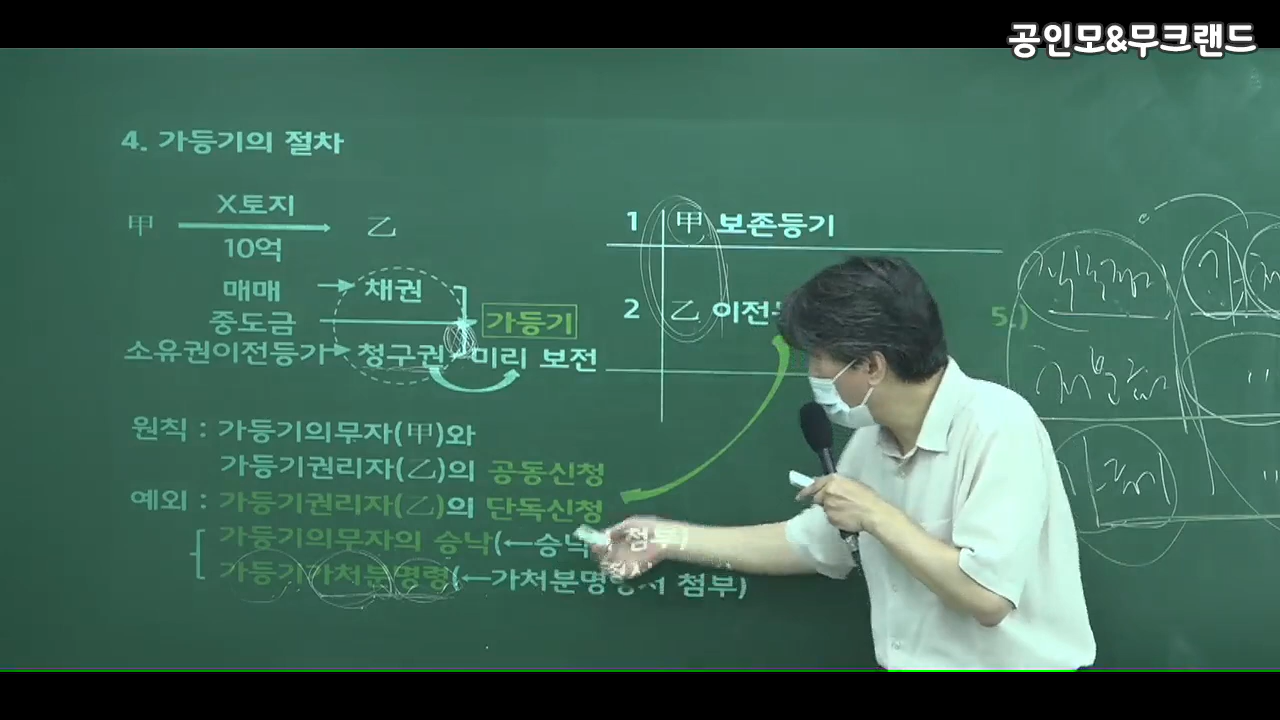 공인모&무크랜드
4. 가등기의 절차
甲 X토지 乙
10억
매매 채권
중도금 가등기
소유권이전등기 청구권 미리 보전
1 甲 보존등기
2 乙 이전
5.)
원칙 : 가등기의무자(甲)와
가등기권리자(乙)의 공동신청
예외 : 가등기권리자(乙)의 단독신청
가등기의무자의 승낙(←승낙 첨부)
가등기가처분명령(←가처분명령서 첨부)